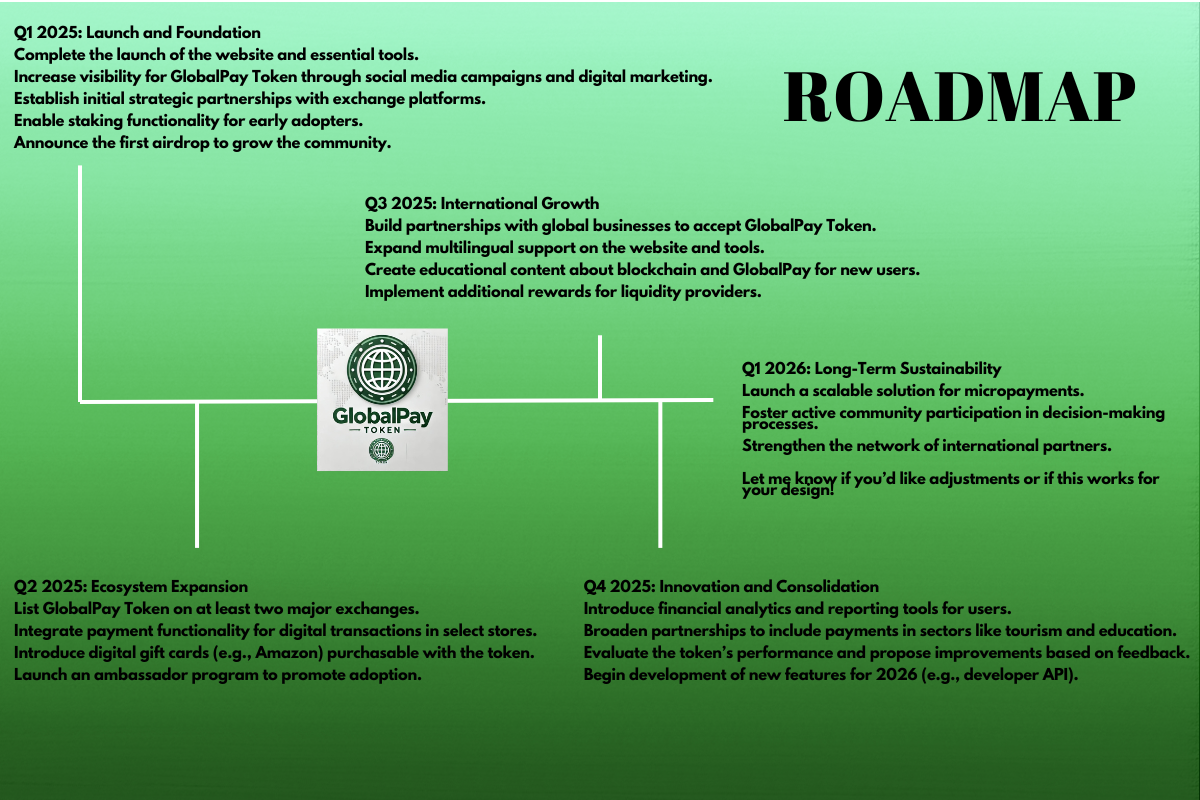 Q1 2025: Launch and Foundation
Complete the launch of the website and essential tools.
Increase visibility for GlobalPay Token through social media campaigns and digital marketing.
Establish initial strategic partnerships with exchange platforms.
Enable staking functionality for early adopters.
Announce the first airdrop to grow the community.
ROADMAP
Q3 2025: International Growth
Build partnerships with global businesses to accept GlobalPay Token.
Expand multilingual support on the website and tools.
Create educational content about blockchain and GlobalPay for new users.
Implement additional rewards for liquidity providers.
GlobalPay
TOKEN
Q1 2026: Long-Term Sustainability
Launch a scalable solution for micropayments.
Foster active community participation in decision-making
processes.
Strengthen the network of international partners.
Let me know if you’d like adjustments or if this works for
your design!
Q2 2025: Ecosystem Expansion
List GlobalPay Token on at least two major exchanges.
Integrate payment functionality for digital transactions in select stores.
Introduce digital gift cards (e.g., Amazon) purchasable with the token.
Launch an ambassador program to promote adoption.
Q4 2025: Innovation and Consolidation
Introduce financial analytics and reporting tools for users.
Broaden partnerships to include payments in sectors like tourism and education.
Evaluate the token’s performance and propose improvements based on feedback.
Begin development of new features for 2026 (e.g., developer API).